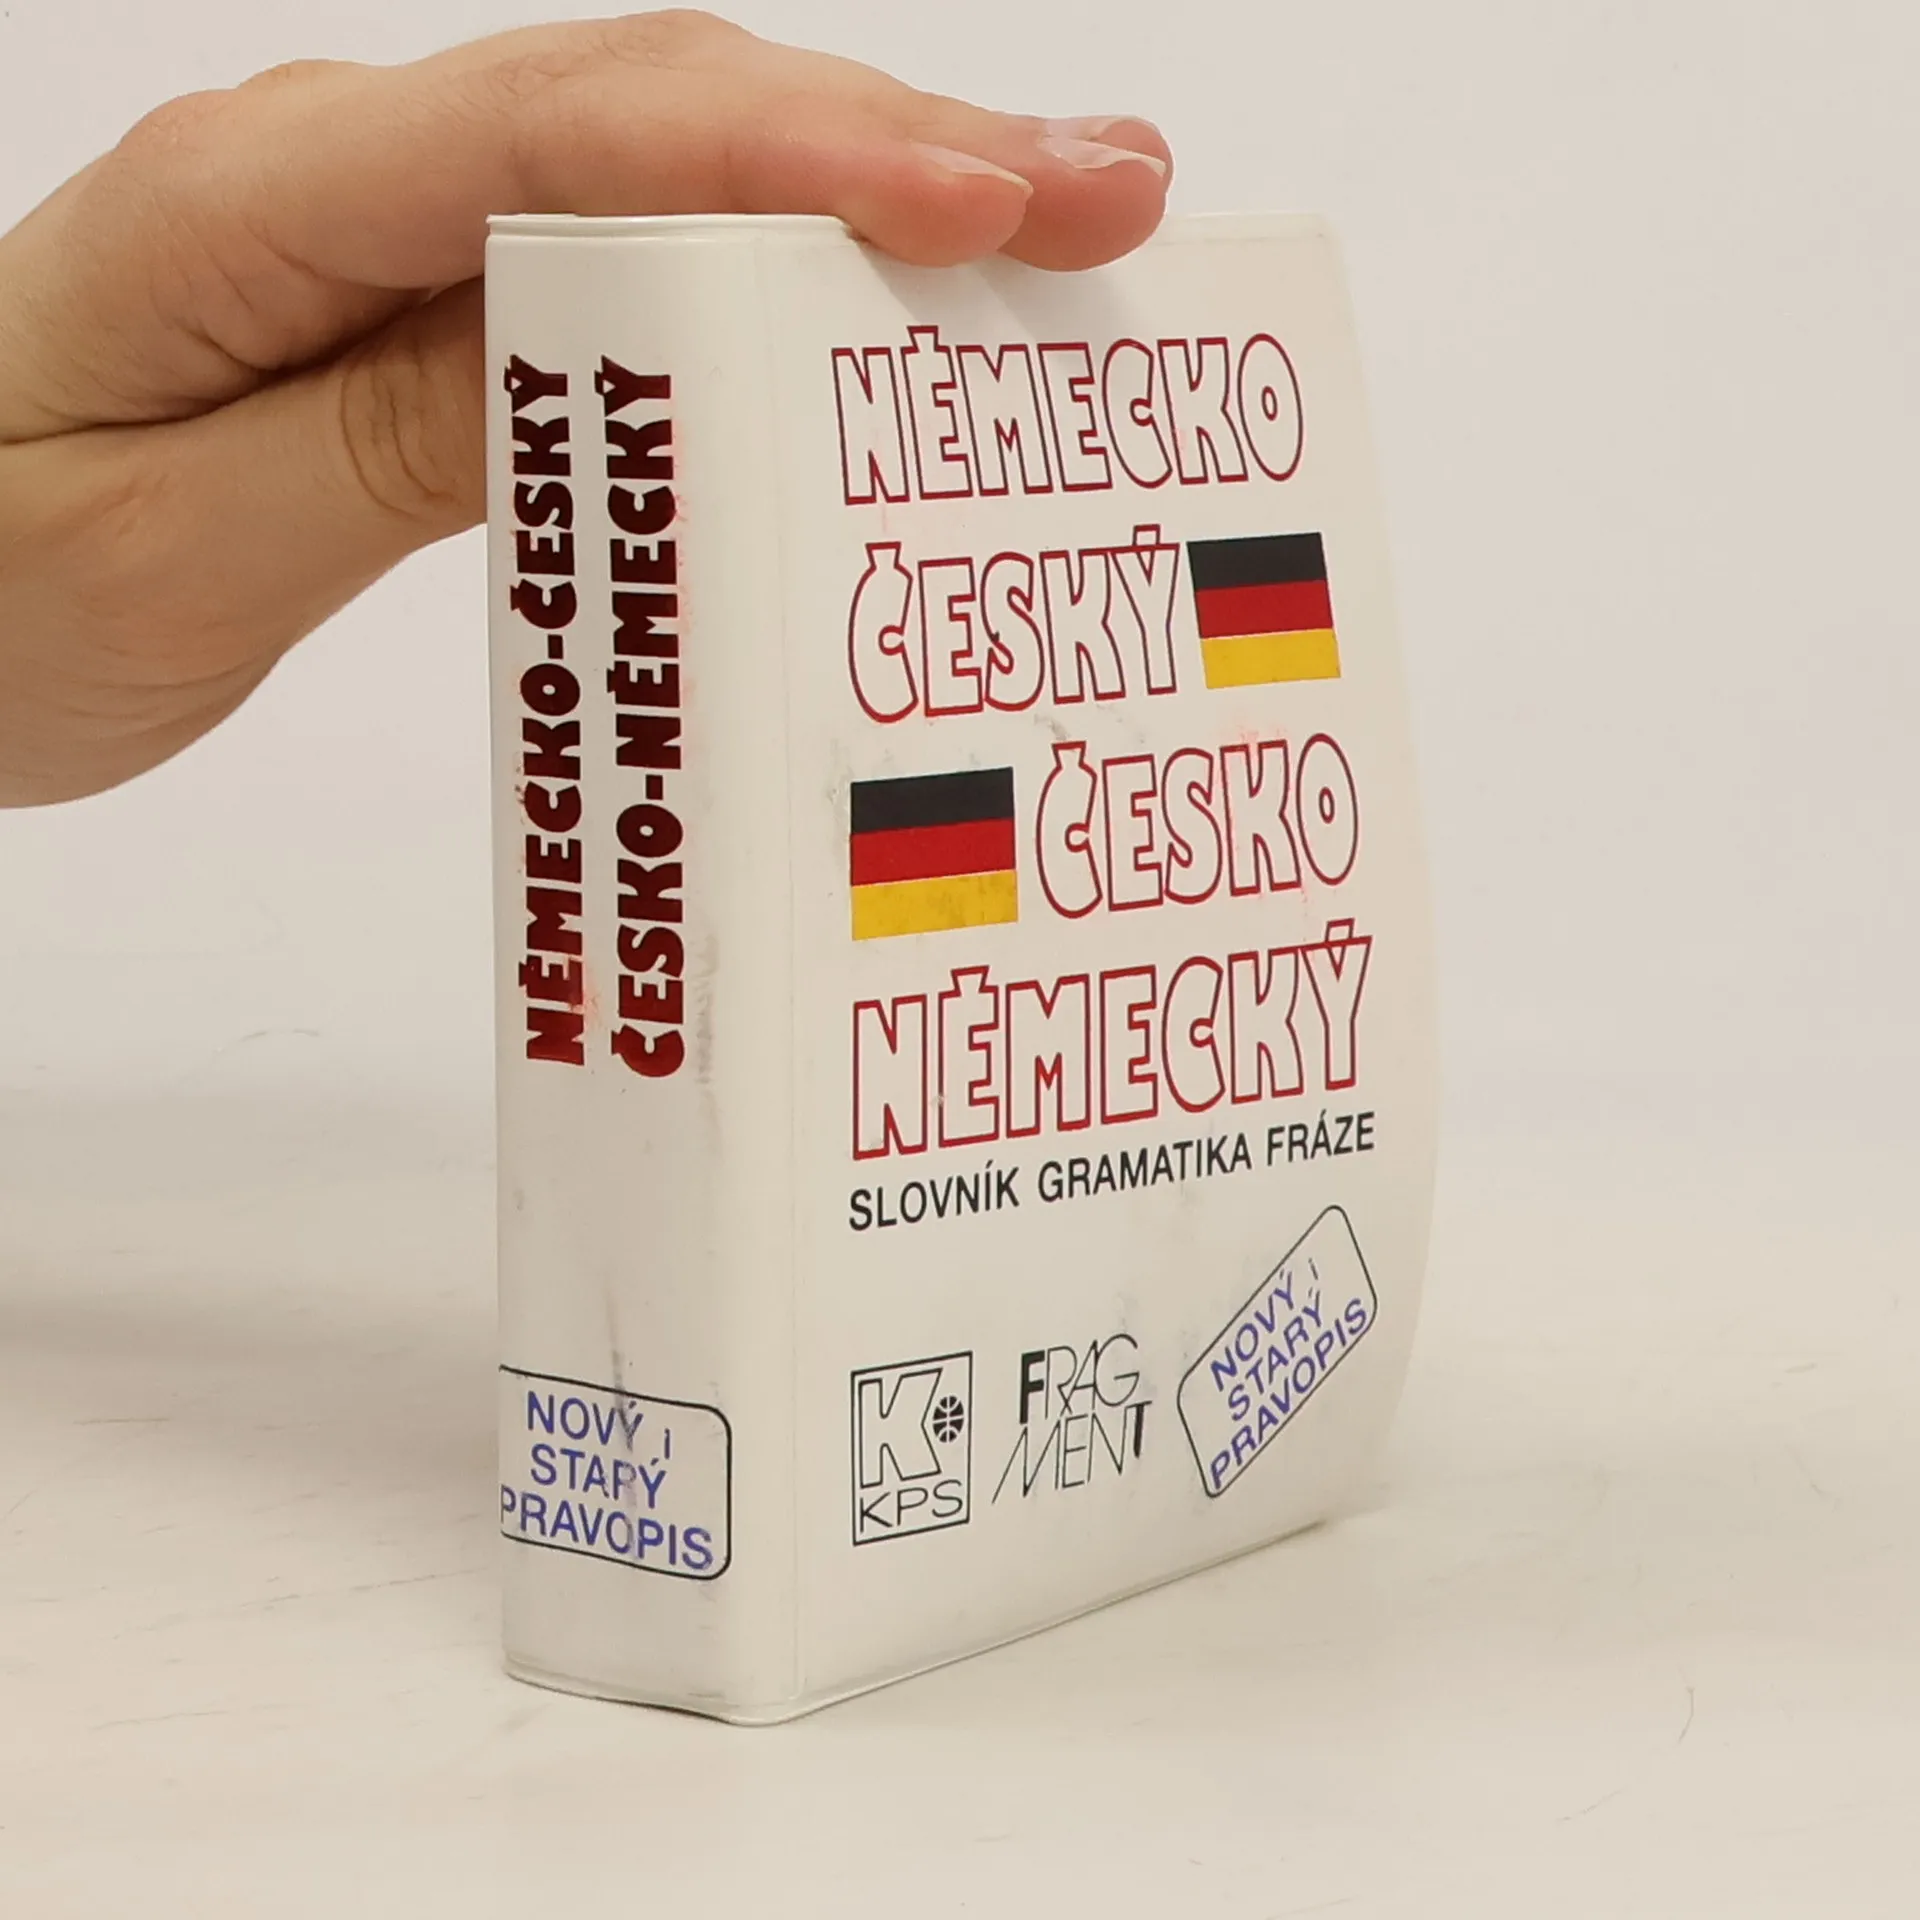 NĚMECKO-ČESKÝ
ČESKO-NĚMECKÝ
NOVÝ i
STARÝ
PRAVOPIS
NĚMECKO
ČESKÝ
ČESKO
NĚMECKÝ
SLOVNÍK GRAMATIKA FRÁZE
K
KPS
FRAG
MENT
NOVÝ i
STARÝ
PRAVOPIS